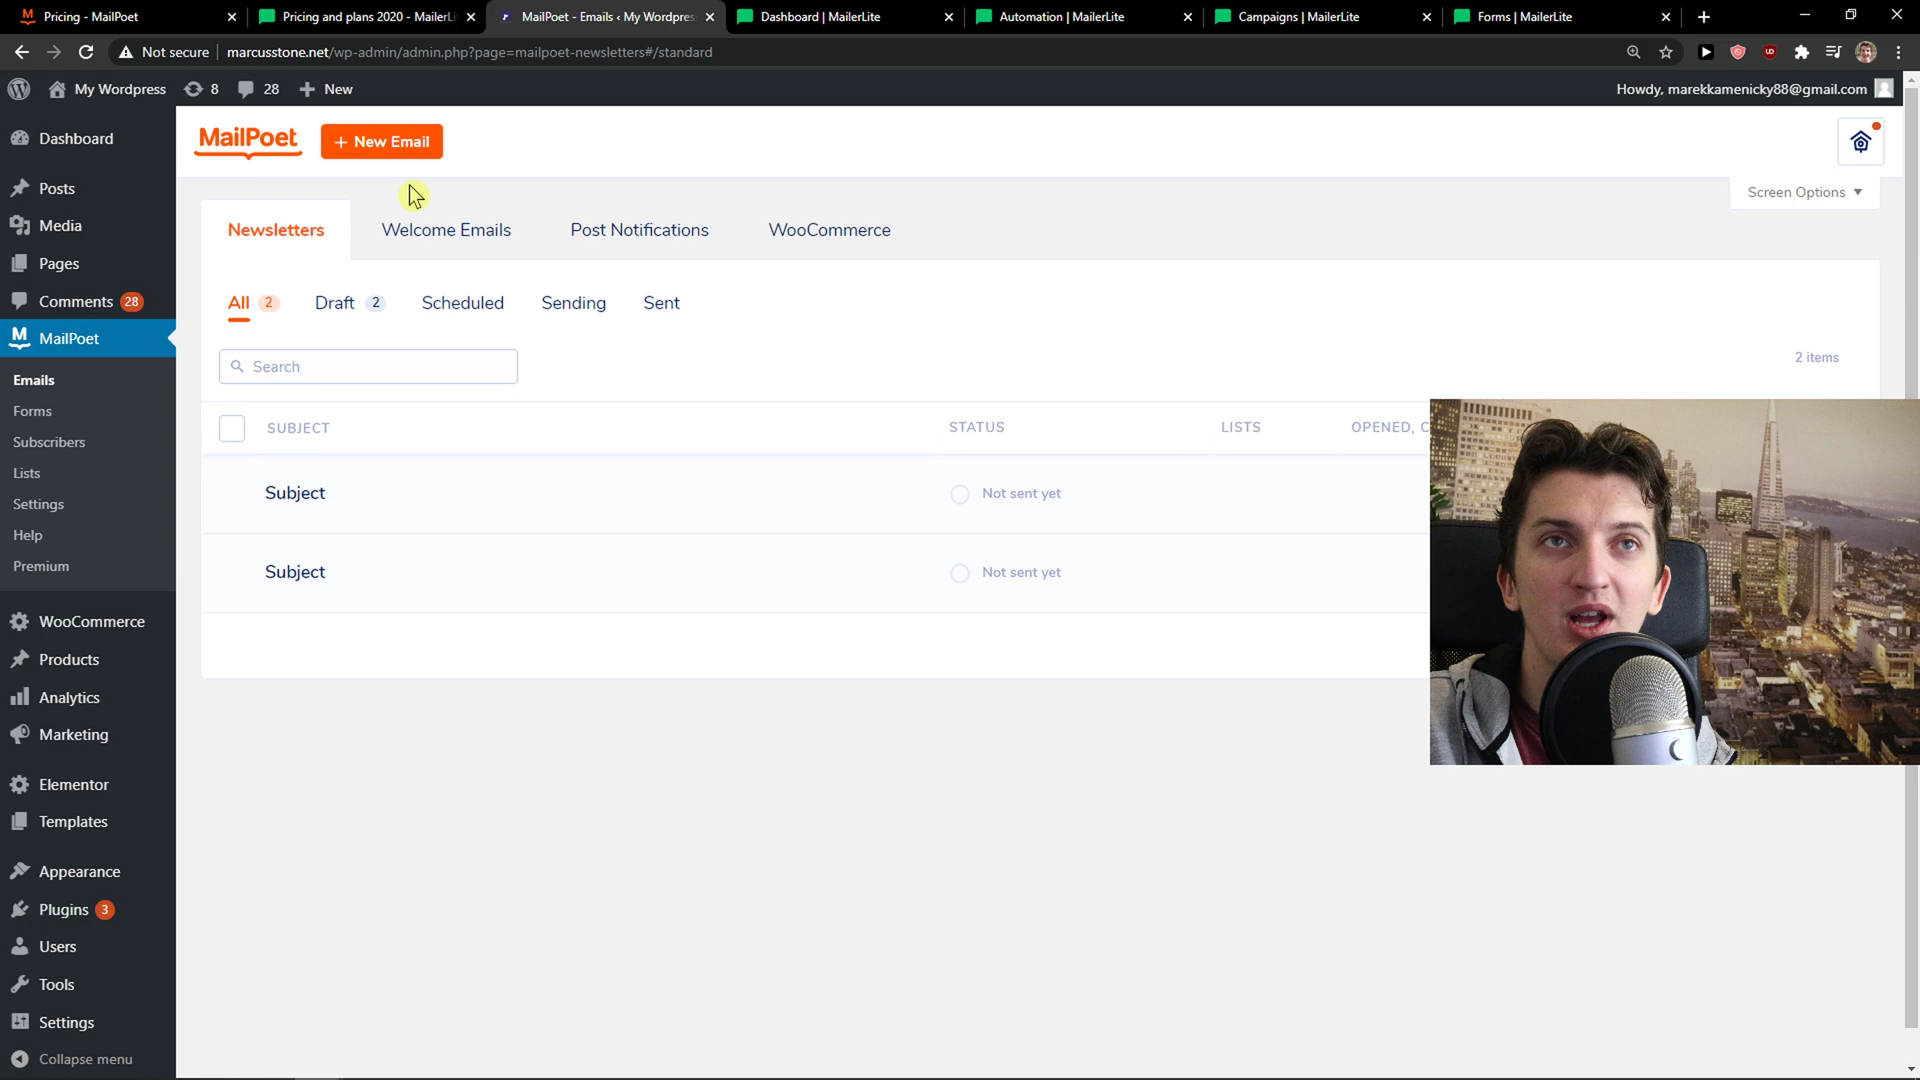 Pricing - MailPoet
Pricing and plans 2020 - MailerLi
MailPoet - Emails ‹ My Wordpres
Dashboard | MailerLite
Automation | MailerLite
Campaigns | MailerLite
Forms | MailerLite
Not secure
marcusstone.net/wp-admin/admin.php?page=mailpoet-newsletters#/standard
My Wordpress
8
28
New
Howdy, marekkamenicky88@gmail.com
Dashboard
Posts
Media
Pages
Comments 28
MailPoet
Emails
Forms
Subscribers
Lists
Settings
Help
Premium
WooCommerce
Products
Analytics
Marketing
Elementor
Templates
Appearance
Plugins 3
Users
Tools
Settings
Collapse menu
MailPoet
+ New Email
Screen Options
Newsletters
Welcome Emails
Post Notifications
WooCommerce
All 2
Draft 2
Scheduled
Sending
Sent
Search
2 items
SUBJECT
STATUS
LISTS
OPENED, C
Subject
Not sent yet
Subject
Not sent yet